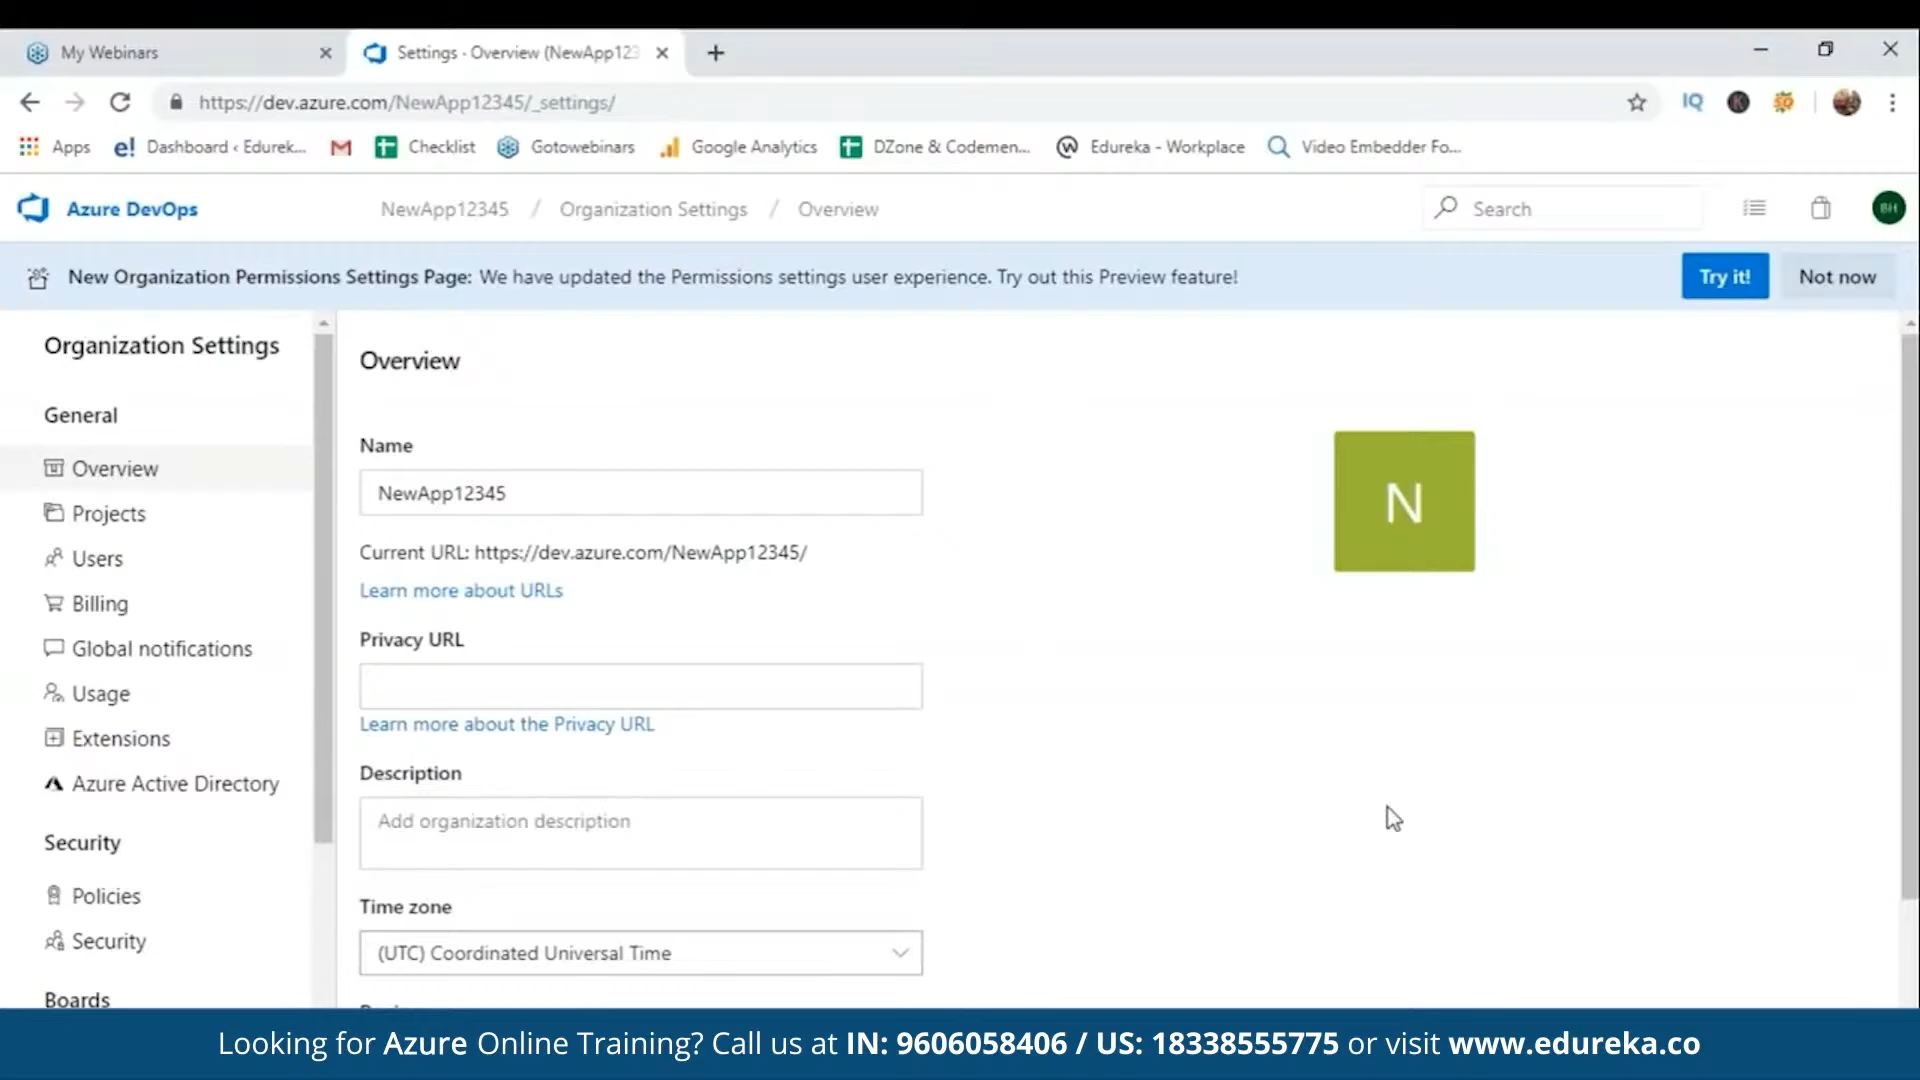 My Webinars
Settings - Overview (NewApp123
https://dev.azure.com/NewApp12345/_settings/
IQ
K
Apps
e! Dashboard ‹ Edurek...
Checklist
Gotowebinars
Google Analytics
DZone & Codemen...
Edureka - Workplace
Video Embedder Fo...
Azure DevOps
NewApp12345 / Organization Settings / Overview
Search
BH
New Organization Permissions Settings Page: We have updated the Permissions settings user experience. Try out this Preview feature!
Try it!
Not now
Organization Settings
General
Overview
Projects
Users
Billing
Global notifications
Usage
Extensions
Azure Active Directory
Security
Policies
Security
Boards
Overview
Name
NewApp12345
Current URL: https://dev.azure.com/NewApp12345/
Learn more about URLs
Privacy URL
Learn more about the Privacy URL
Description
Add organization description
Time zone
(UTC) Coordinated Universal Time
N
Looking for Azure Online Training? Call us at IN: 9606058406 / US: 18338555775 or visit www.edureka.co